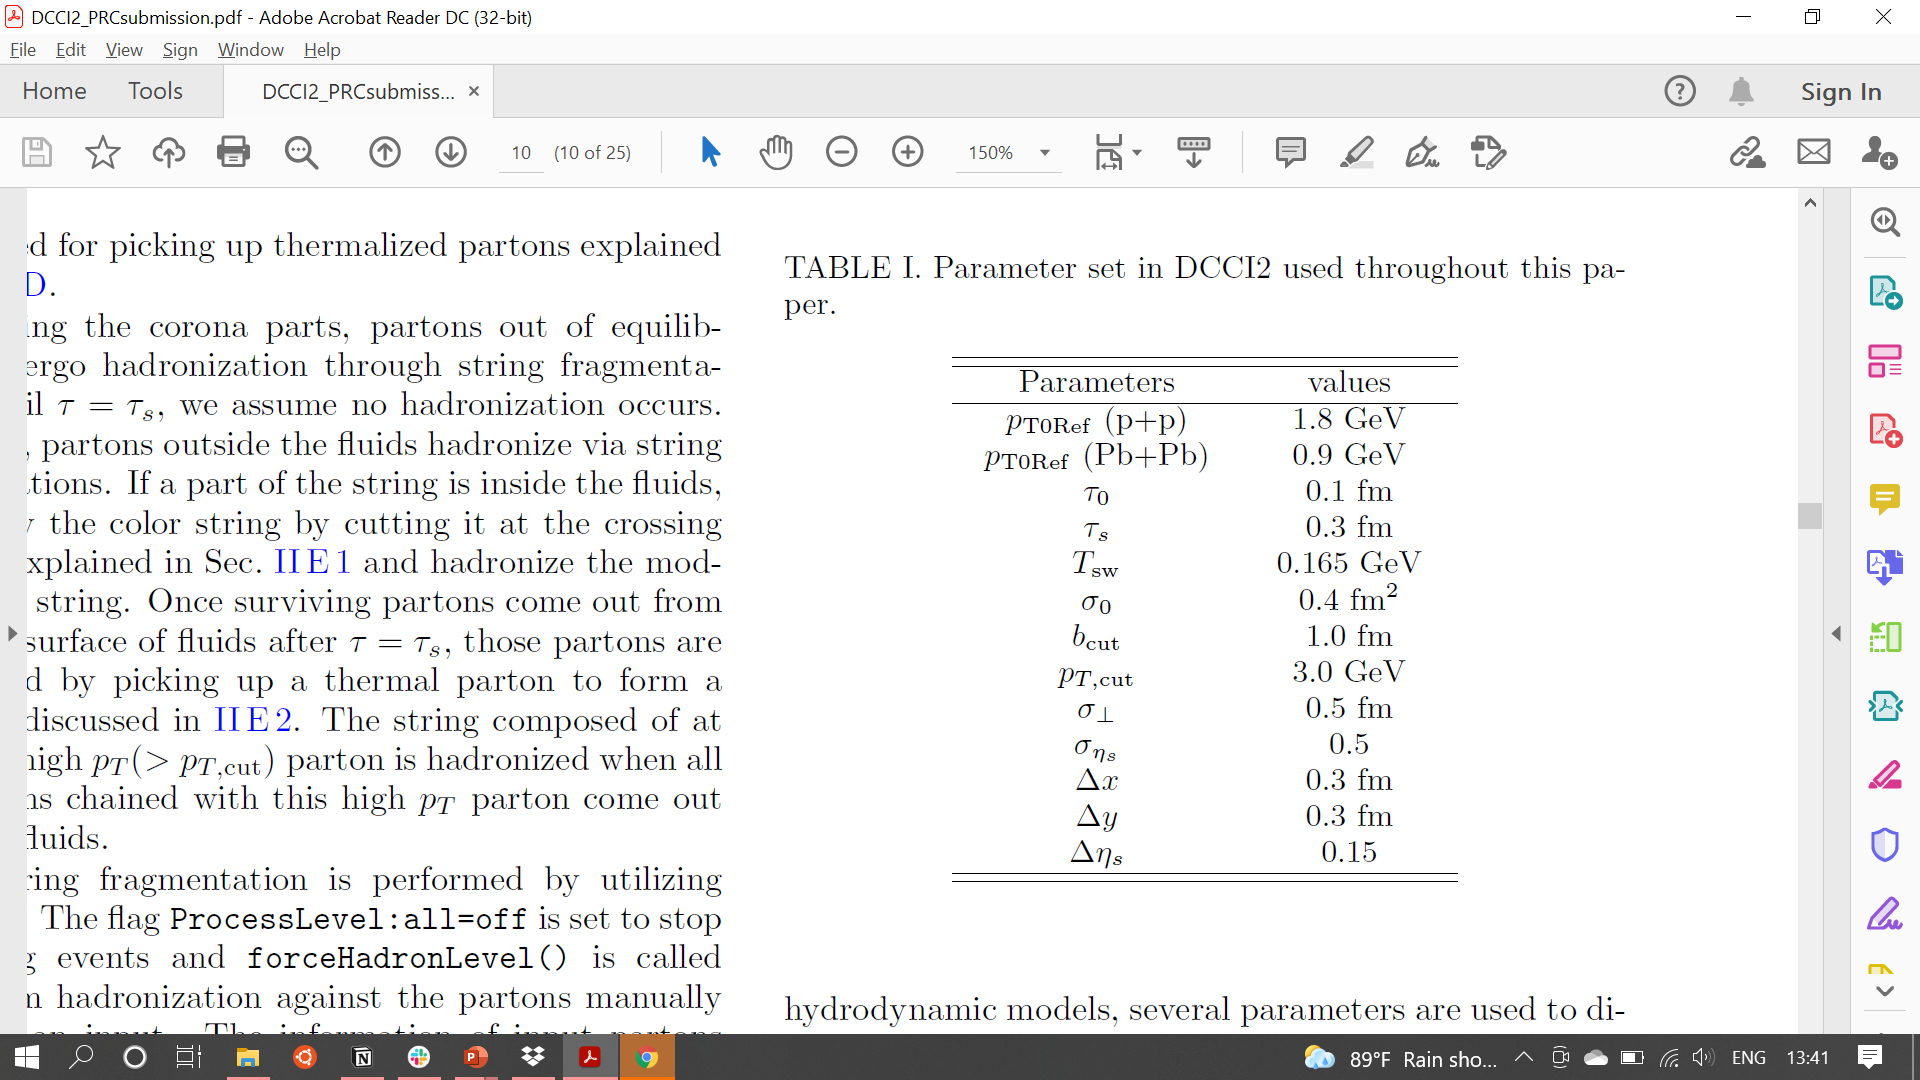 DCCI2_PRCsubmission.pdf - Adobe Acrobat Reader DC (32-bit)
File Edit View Sign Window Help
Home Tools DCCI2_PRCsubmiss... × Sign In
10 (10 of 25) 150%
for picking up thermalized partons explained
D.
the corona parts, partons out of equilib-
hadronization through string fragmenta-
τ = τs, we assume no hadronization occurs.
, partons outside the fluids hadronize via string
If a part of the string is inside the fluids,
the color string by cutting it at the crossing
in Sec. II E 1 and hadronize the mod-
string. Once surviving partons come out from
surface of fluids after τ = τs, those partons are
by picking up a thermal parton to form a
discussed in II E 2. The string composed of at
pT(> pT,cut) parton is hadronized when all
chained with this high pT parton come out
fluids.
fragmentation is performed by utilizing
The flag ProcessLevel:all=off is set to stop
events and forceHadronLevel() is called
hadronization against the partons manually
input. The information of input partons
TABLE I. Parameter set in DCCI2 used throughout this pa-
per.
Parameters values
pT0Ref (p+p) 1.8 GeV
pT0Ref (Pb+Pb) 0.9 GeV
τ0 0.1 fm
τs 0.3 fm
Tsw 0.165 GeV
σ0 0.4 fm²
bcut 1.0 fm
pT,cut 3.0 GeV
σ⊥ 0.5 fm
σηs 0.5
Δx 0.3 fm
Δy 0.3 fm
Δηs 0.15
hydrodynamic models, several parameters are used to di-
89°F Rain sho... ENG 13:41